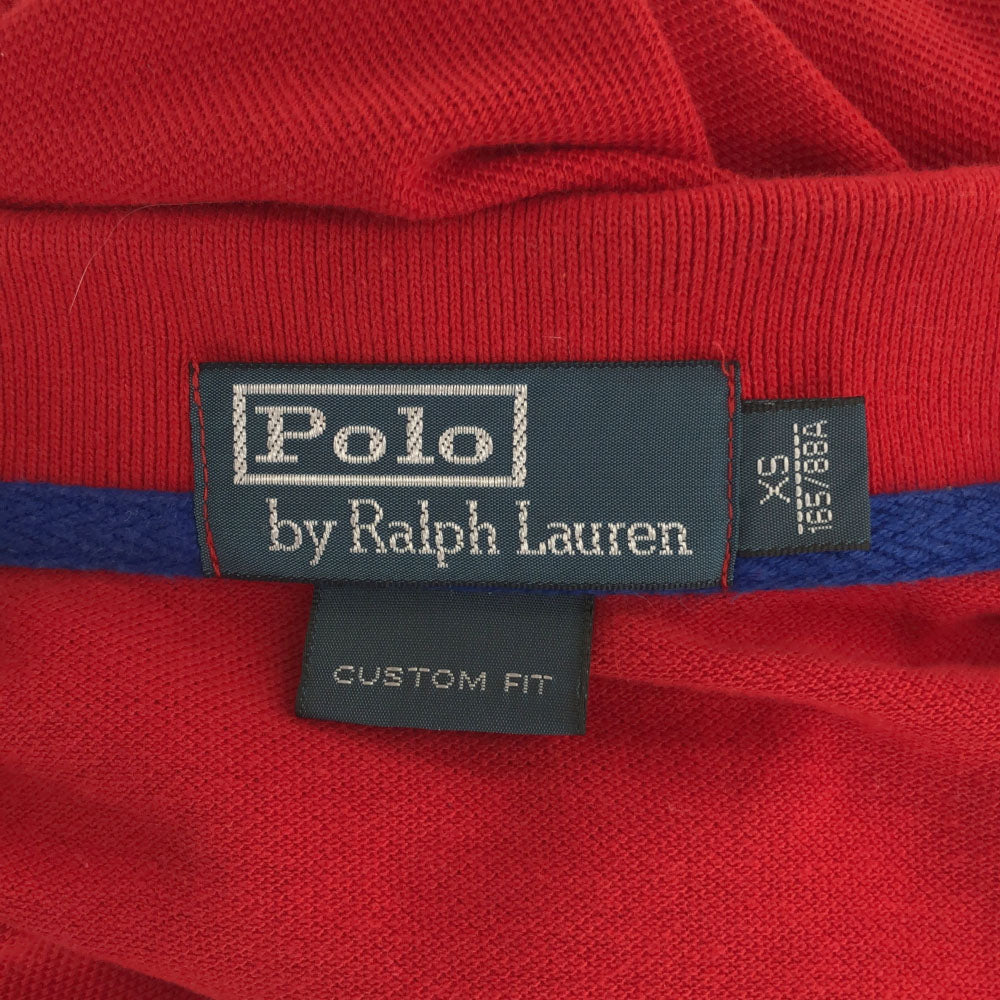 Polo
by Ralph Lauren
XS
165/88A
CUSTOM FIT